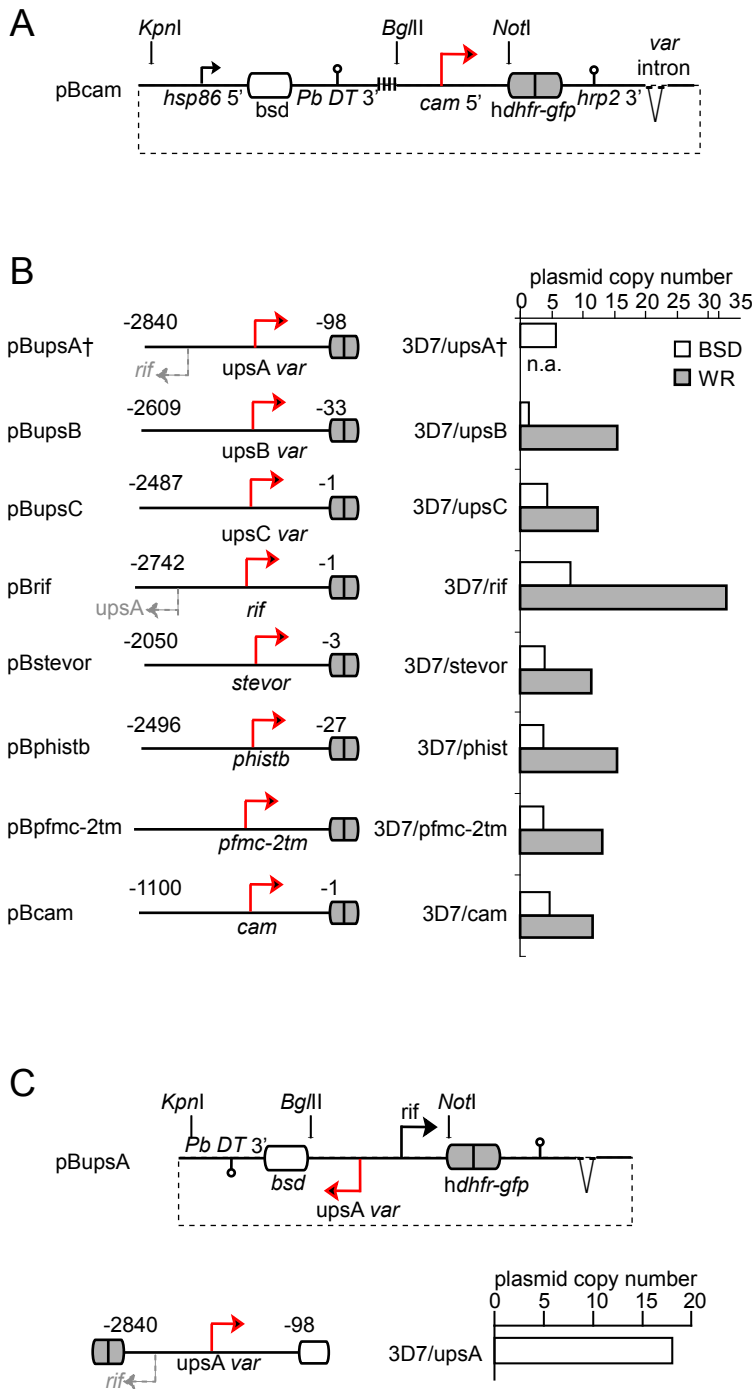 A
KpnI
BglII
NotI
var
intron
pBcam
hsp86 5’
bsd
Pb DT 3’
cam 5’
hdhfr-gfp
hrp2 3’
B
plasmid copy number
0 5 10 15 20 25 30 35
BSD
WR
pBupsA†
-2840
-98
rif
upsA var
3D7/upsA†
n.a.
pBupsB
-2609
-33
upsB var
3D7/upsB
pBupsC
-2487
-1
upsC var
3D7/upsC
pBrif
-2742
-1
upsA
rif
3D7/rif
pBstevor
-2050
-3
stevor
3D7/stevor
pBphistb
-2496
-27
phistb
3D7/phist
pBpfmc-2tm
pfmc-2tm
3D7/pfmc-2tm
pBcam
-1100
-1
cam
3D7/cam
C
KpnI
BglII
rif
NotI
Pb DT 3’
pBupsA
bsd
hdhfr-gfp
upsA var
-2840
-98
upsA var
rif
plasmid copy number
0 5 10 15 20
3D7/upsA